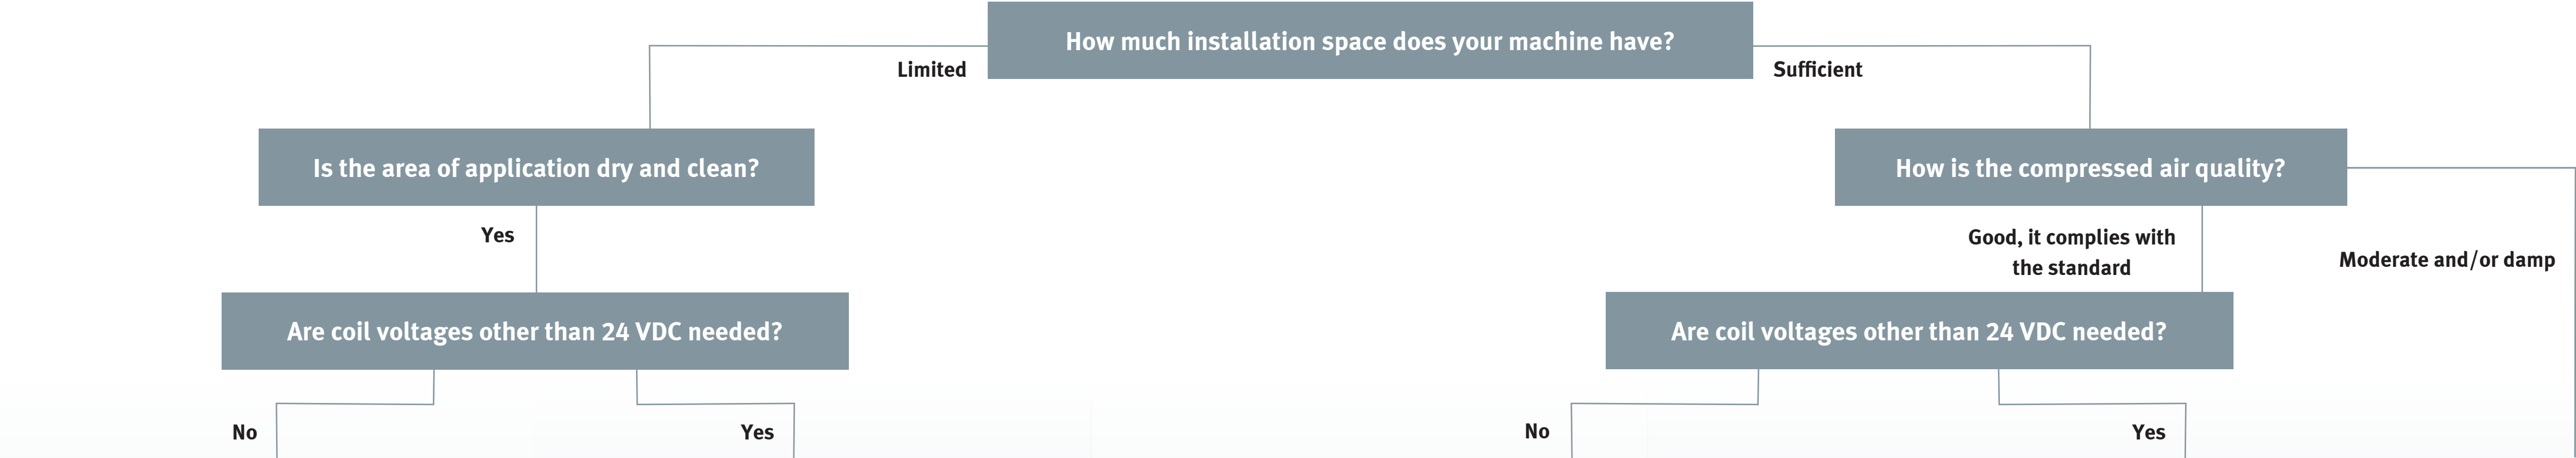 How much installation space does your machine have?
Limited
Sufficient
Is the area of application dry and clean?
How is the compressed air quality?
Yes
Good, it complies with
the standard
Moderate and/or damp
Are coil voltages other than 24 VDC needed?
Are coil voltages other than 24 VDC needed?
No
Yes
No
Yes